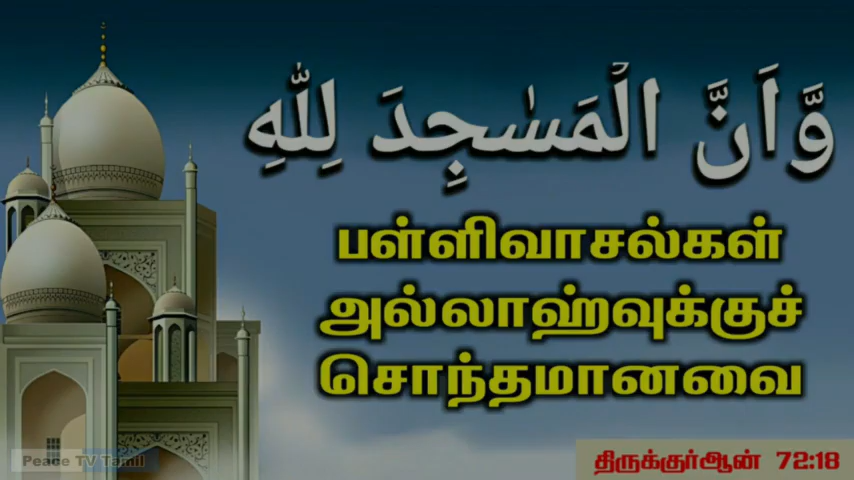 وَّاَنَّ الْمَسٰجِدَ لِلّٰهِ
பள்ளிவாசல்கள்
அல்லாஹ்வுக்குச்
சொந்தமானவை
திருக்குர்ஆன் 72:18
Peace TV Tamil